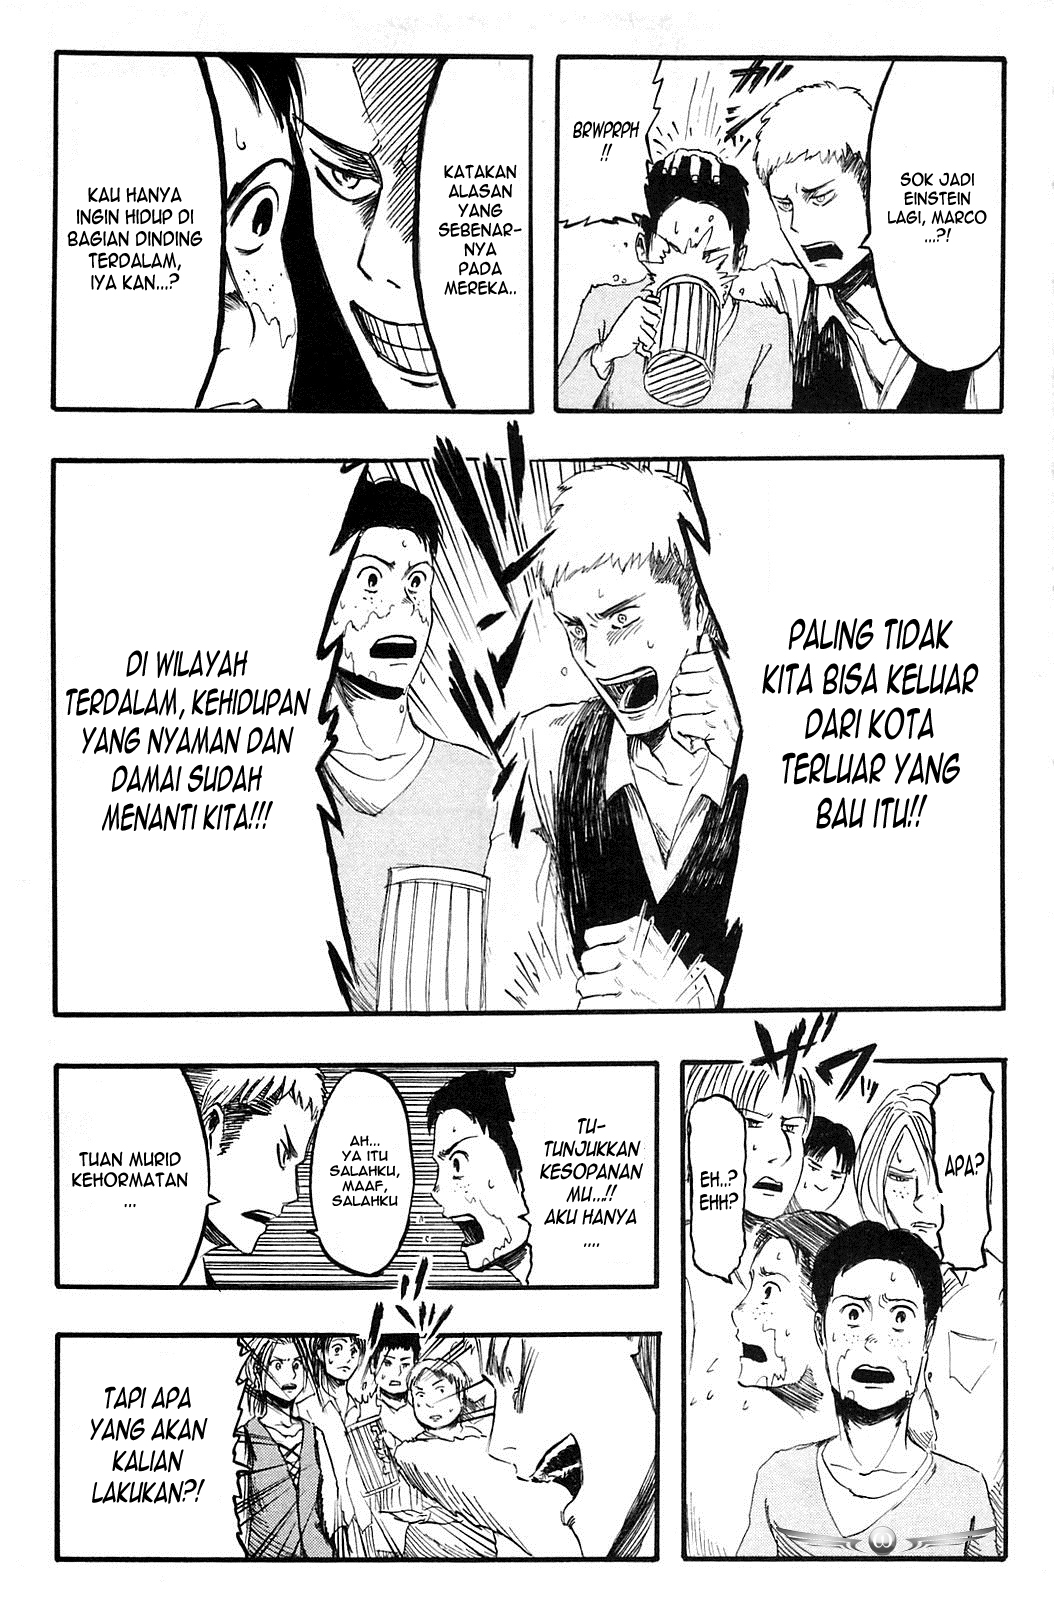 SOK JADI
EINSTEIN
LAGI, MARCO
...?!
BRWPRPH
!!
KATAKAN
ALASAN
YANG
SEBENAR-
NYA
PADA
MEREKA..
KAU HANYA
INGIN HIDUP DI
BAGIAN DINDING
TERDALAM,
IYA KAN...?
PALING TIDAK
KITA BISA KELUAR
DARI KOTA
TERLUAR YANG
BAU ITU!!
DI WILAYAH
TERDALAM, KEHIDUPAN
YANG NYAMAN DAN
DAMAI SUDAH
MENANTI KITA!!!
ザワ
APA?
EH..?
EHH?
TU-
TUNJUKKAN
KESOPANAN
MU...!!
AKU HANYA
....
AH...
YA ITU
SALAHKU,
MAAF,
SALAHKU
TUAN MURID
KEHORMATAN
...
TAPI APA
YANG AKAN
KALIAN
LAKUKAN?!